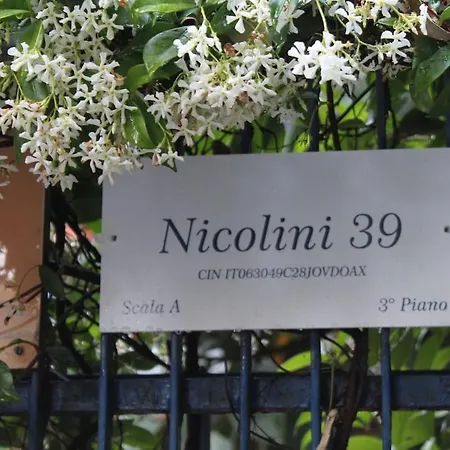 Nicolini 39
CIN IT063049C28JOVDOAX
Scala A
3° Piano